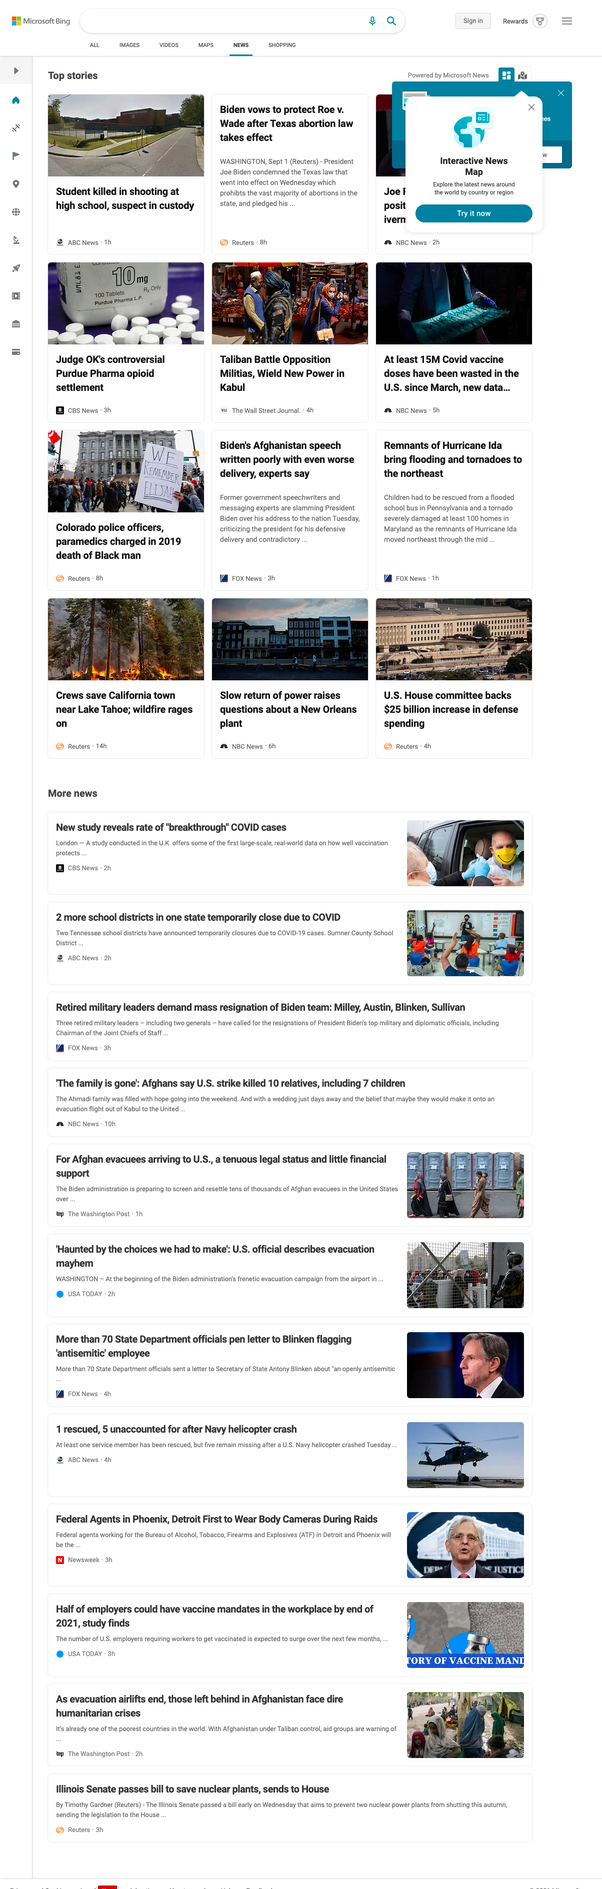 Microsoft Bing
Sign in
Rewards
ALL
IMAGES
VIDEOS
MAPS
NEWS
SHOPPING
Top stories
Powered by Microsoft News
Interactive News
Map
Explore the latest news around
the world by country or region
Try it now
Student killed in shooting at
high school, suspect in custody
ABC News · 1h
Biden vows to protect Roe v.
Wade after Texas abortion law
takes effect
WASHINGTON, Sept 1 (Reuters) - President
Joe Biden condemned the Texas law that
went into effect on Wednesday which
prohibits the vast majority of abortions in the
state, and pledged his ...
Reuters · 8h
Joe
posit
iverm
NBC News · 2h
10 mg
100 Tablets
Rx Only
Purdue Pharma L.P.
Judge OK's controversial
Purdue Pharma opioid
settlement
CBS News · 3h
Taliban Battle Opposition
Militias, Wield New Power in
Kabul
The Wall Street Journal. · 4h
At least 15M Covid vaccine
doses have been wasted in the
U.S. since March, new data...
NBC News · 5h
WE
REMEMBER
ELIJAH
Colorado police officers,
paramedics charged in 2019
death of Black man
Reuters · 8h
Biden's Afghanistan speech
written poorly with even worse
delivery, experts say
Former government speechwriters and
messaging experts are slamming President
Biden over his address to the nation Tuesday,
criticizing the president for his defensive
delivery and contradictory ...
FOX News · 3h
Remnants of Hurricane Ida
bring flooding and tornadoes to
the northeast
Children had to be rescued from a flooded
school bus in Pennsylvania and a tornado
severely damaged at least 100 homes in
Maryland as the remnants of Hurricane Ida
moved northeast through the mid ...
FOX News · 1h
Crews save California town
near Lake Tahoe; wildfire rages
on
Reuters · 14h
Slow return of power raises
questions about a New Orleans
plant
NBC News · 6h
U.S. House committee backs
$25 billion increase in defense
spending
Reuters · 4h
More news
New study reveals rate of "breakthrough" COVID cases
London — A study conducted in the U.K. offers some of the first large-scale, real-world data on how well vaccination
protects ...
CBS News · 2h
2 more school districts in one state temporarily close due to COVID
Two Tennessee school districts have announced temporarily closures due to COVID-19 cases. Sumner County School
District ...
ABC News · 2h
Retired military leaders demand mass resignation of Biden team: Milley, Austin, Blinken, Sullivan
Three retired military leaders – including two generals – have called for the resignations of President Biden's top military and diplomatic officials, including
Chairman of the Joint Chiefs of Staff ...
FOX News · 3h
'The family is gone': Afghans say U.S. strike killed 10 relatives, including 7 children
The Ahmadi family was filled with hope going into the weekend. And with a wedding just days away and the belief that maybe they would make it onto an
evacuation flight out of Kabul to the United ...
NBC News · 10h
For Afghan evacuees arriving to U.S., a tenuous legal status and little financial
support
The Biden administration is preparing to screen and resettle tens of thousands of Afghan evacuees in the United States
over ...
The Washington Post · 1h
'Haunted by the choices we had to make': U.S. official describes evacuation
mayhem
WASHINGTON – At the beginning of the Biden administration's frenetic evacuation campaign from the airport in ...
USA TODAY · 2h
More than 70 State Department officials pen letter to Blinken flagging
'antisemitic' employee
More than 70 State Department officials sent a letter to Secretary of State Antony Blinken about "an openly antisemitic
...
FOX News · 4h
1 rescued, 5 unaccounted for after Navy helicopter crash
At least one service member has been rescued, but five remain missing after a U.S. Navy helicopter crashed Tuesday ...
ABC News · 4h
Federal Agents in Phoenix, Detroit First to Wear Body Cameras During Raids
Federal agents working for the Bureau of Alcohol, Tobacco, Firearms and Explosives (ATF) in Detroit and Phoenix will
be the ...
Newsweek · 3h
Half of employers could have vaccine mandates in the workplace by end of
2021, study finds
The number of U.S. employers requiring workers to get vaccinated is expected to surge over the next few months, ...
USA TODAY · 3h
TORY OF VACCINE MAND
As evacuation airlifts end, those left behind in Afghanistan face dire
humanitarian crises
It's already one of the poorest countries in the world. With Afghanistan under Taliban control, aid groups are warning of
...
The Washington Post · 2h
Illinois Senate passes bill to save nuclear plants, sends to House
By Timothy Gardner (Reuters) - The Illinois Senate passed a bill early on Wednesday that aims to prevent two nuclear power plants from shutting this autumn,
sending the legislation to the House ...
Reuters · 3h